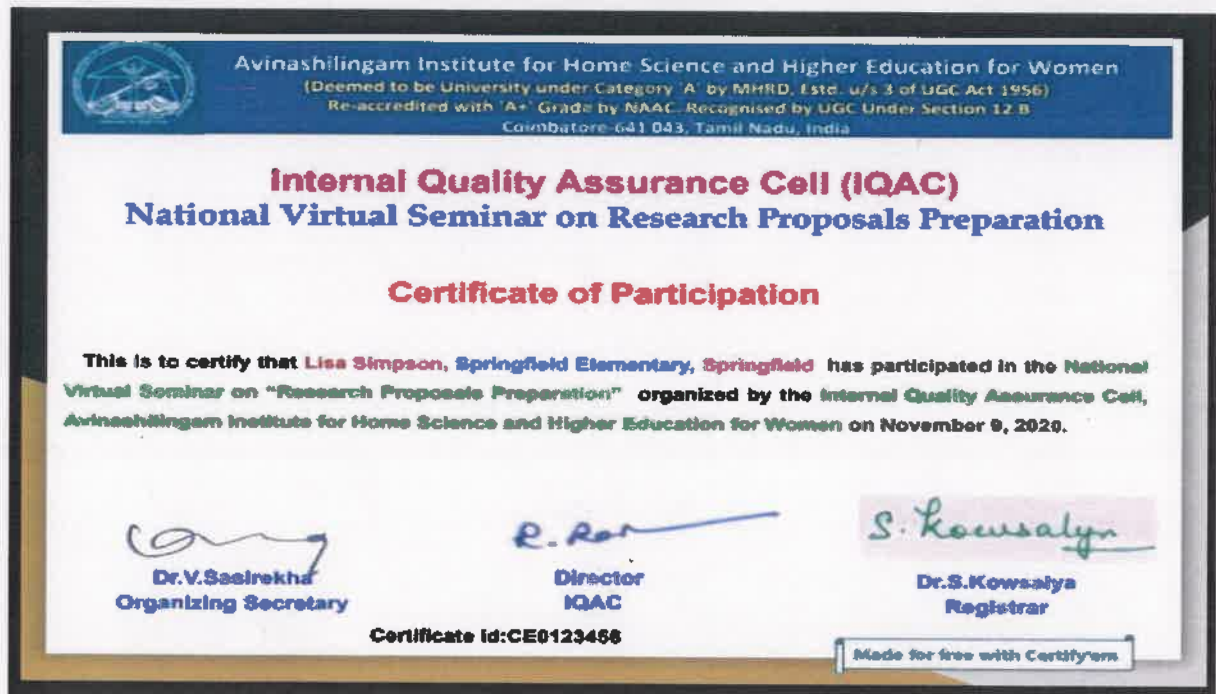 Avinashilingam Institute for Home Science and Higher Education for Women
(Deemed to be University under Category 'A' by MHRD, Estd. u/s 3 of UGC Act 1956)
Re-accredited with 'A+' Grade by NAAC. Recognised by UGC Under Section 12 B
Coimbatore-641 043, Tamil Nadu, India
Internal Quality Assurance Cell (IQAC)
National Virtual Seminar on Research Proposals Preparation
Certificate of Participation
This is to certify that Lisa Simpson, Springfield Elementary, Springfield has participated in the National
Virtual Seminar on "Research Proposals Preparation" organized by the Internal Quality Assurance Cell,
Avinashilingam Institute for Home Science and Higher Education for Women on November 9, 2020.
S. Kowsalya
Dr.V.Sasirekha
Organizing Secretary
Director
IQAC
Dr.S.Kowsalya
Registrar
Certificate id:CE0123456
Made for free with Certify'em